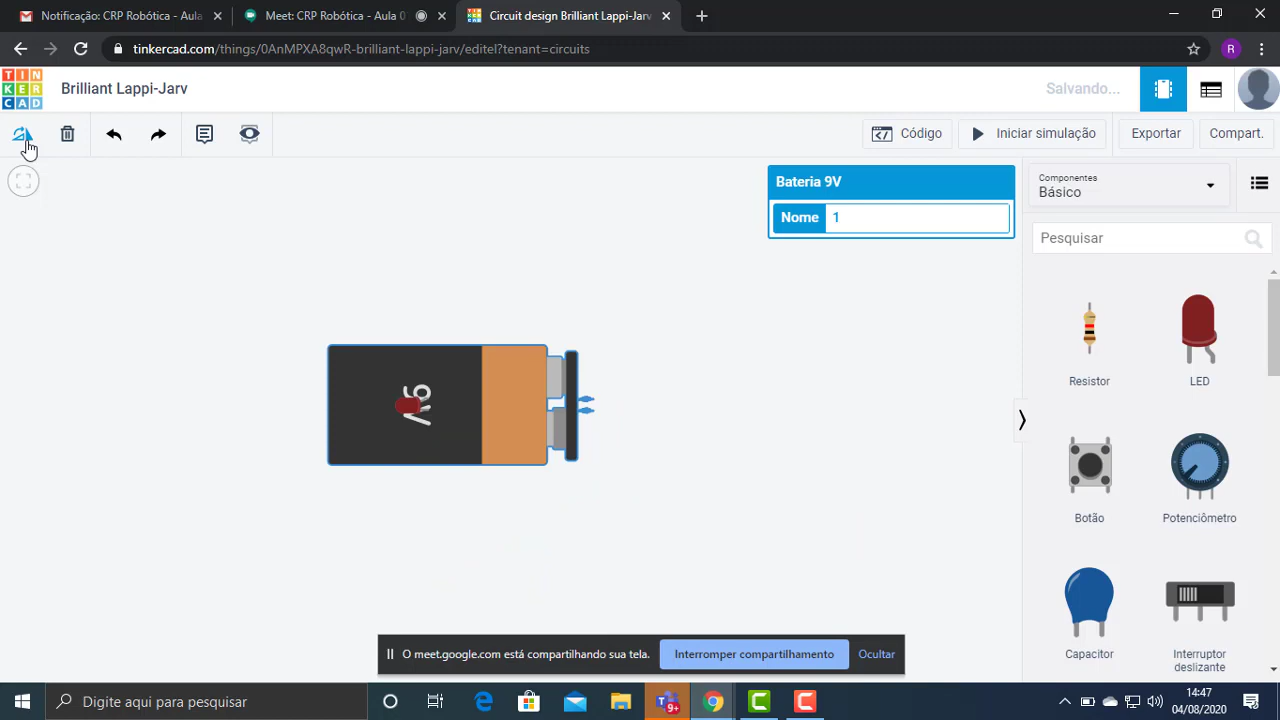 Notificação: CRP Robótica - Aula
Meet: CRP Robótica - Aula 0
Circuit design Brilliant Lappi-Jarv
tinkercad.com/things/0AnMPXA8qwR-brilliant-lappi-jarv/editel?tenant=circuits
R
TIN
KER
CAD
Brilliant Lappi-Jarv
Salvando...
Código
Iniciar simulação
Exportar
Compart.
Bateria 9V
Nome 1
Componentes
Básico
Pesquisar
9V
Resistor
LED
Botão
Potenciômetro
Capacitor
Interruptor
deslizante
O meet.google.com está compartilhando sua tela.
Interromper compartilhamento
Ocultar
Digite aqui para pesquisar
9+
14:47
04/08/2020